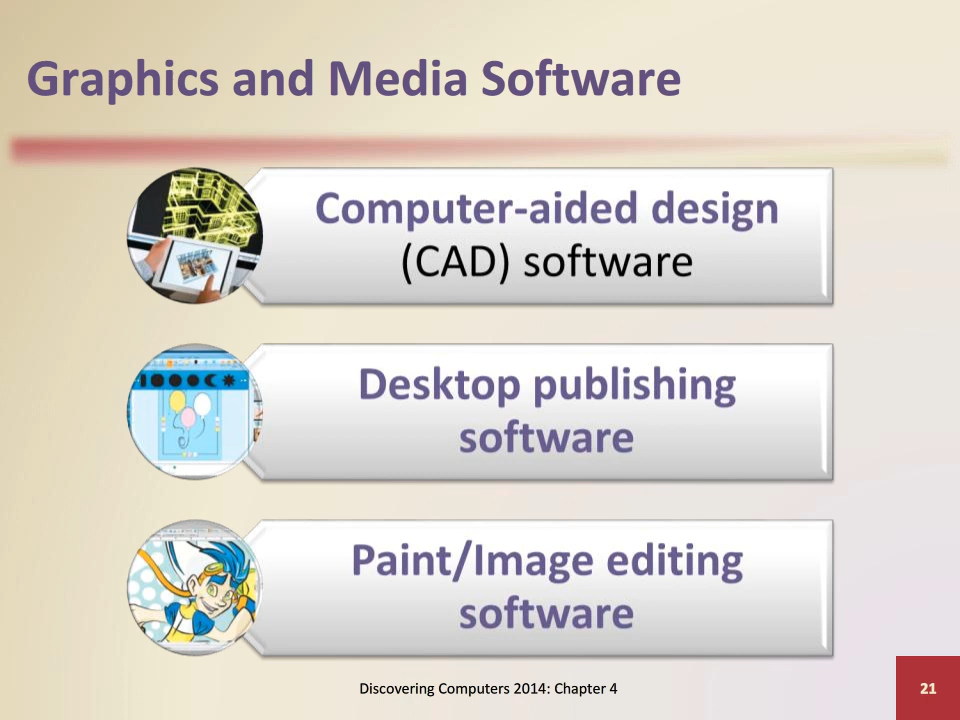 Graphics and Media Software
Computer-aided design
(CAD) software
Desktop publishing
software
Paint/Image editing
software
Discovering Computers 2014: Chapter 4
21